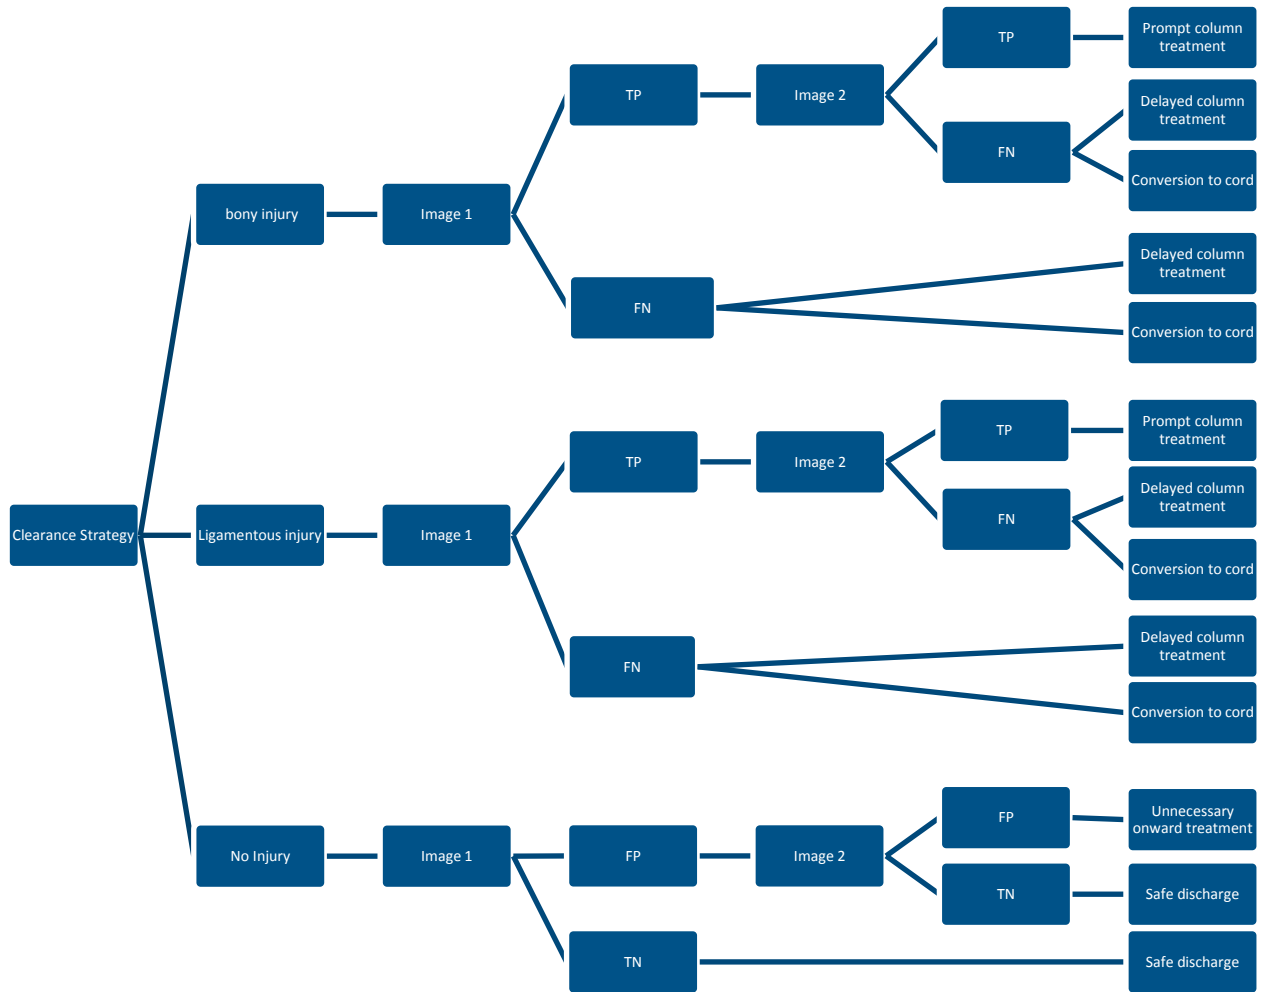 TP
Prompt column
treatment
TP
Image 2
Delayed column
treatment
FN
Conversion to cord
bony injury
Image 1
Delayed column
treatment
FN
Conversion to cord
TP
Prompt column
treatment
TP
Image 2
Delayed column
treatment
FN
Clearance Strategy
Ligamentous injury
Image 1
Conversion to cord
Delayed column
treatment
FN
Conversion to cord
FP
Unnecessary
onward treatment
No Injury
Image 1
FP
Image 2
TN
Safe discharge
TN
Safe discharge